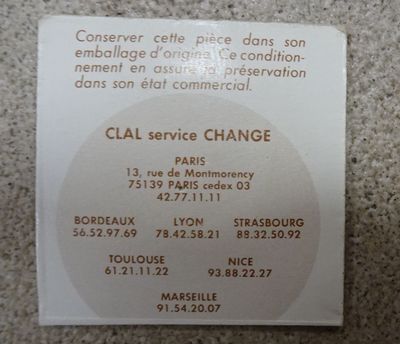 Conserver cette pièce dans son
emballage d'origine. Ce condition-
nement en assure la préservation
dans son état commercial.
CLAL service CHANGE
PARIS
13, rue de Montmorency
75139 PARIS cedex 03
42.77.11.11
BORDEAUX LYON STRASBOURG
56.52.97.69 78.42.58.21 88.32.50.92
TOULOUSE NICE
61.21.11.22 93.88.22.27
MARSEILLE
91.54.20.07